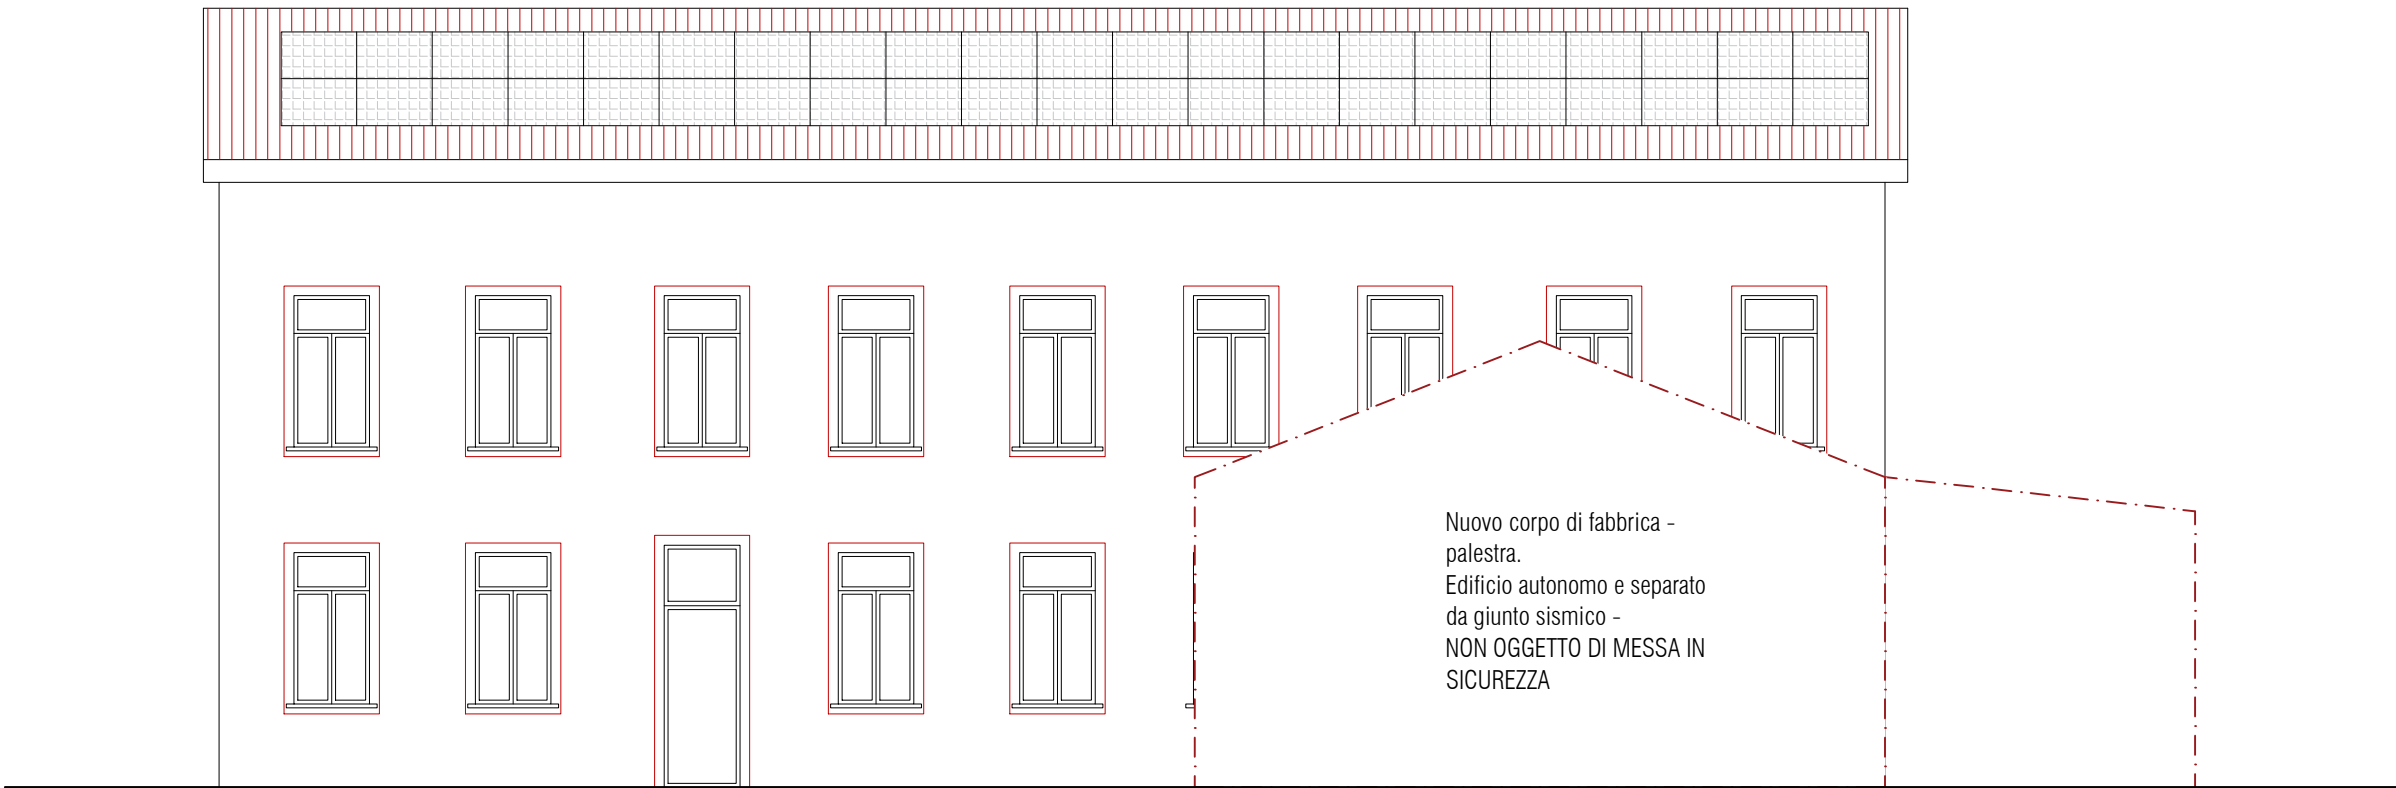 Nuovo corpo di fabbrica -
palestra.
Edificio autonomo e separato
da giunto sismico -
NON OGGETTO DI MESSA IN
SICUREZZA